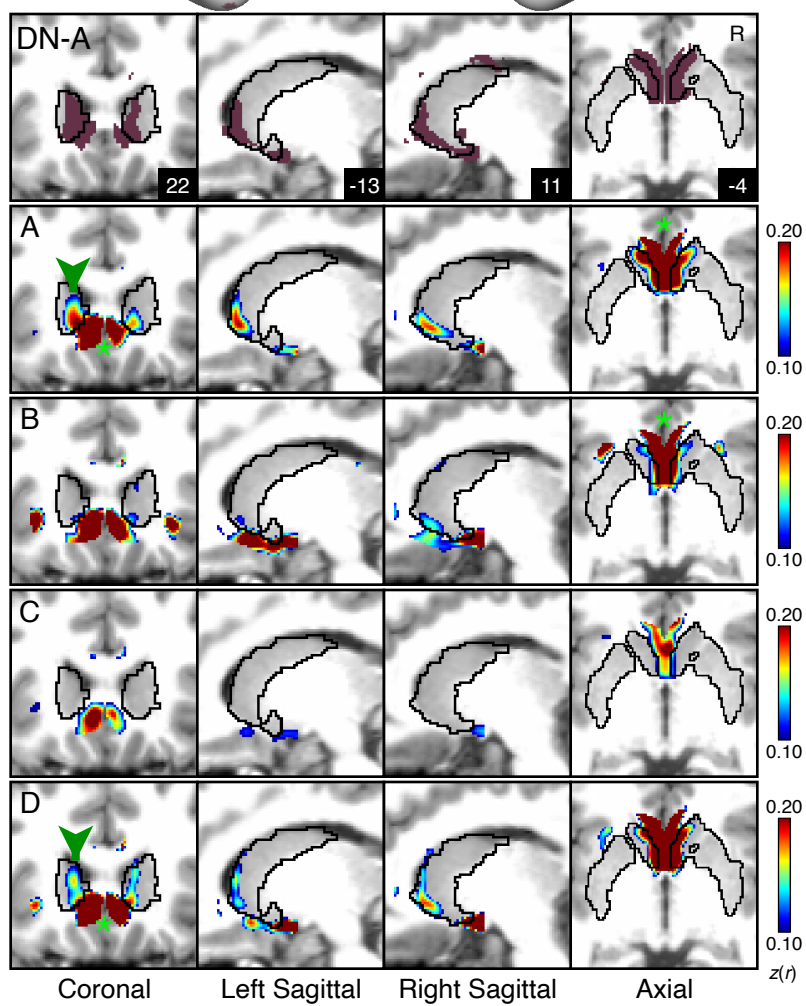 DN-A
R
22
-13
11
-4
A
0.20
0.10
B
0.20
0.10
C
0.20
0.10
D
0.20
0.10
z(r)
Coronal
Left Sagittal
Right Sagittal
Axial